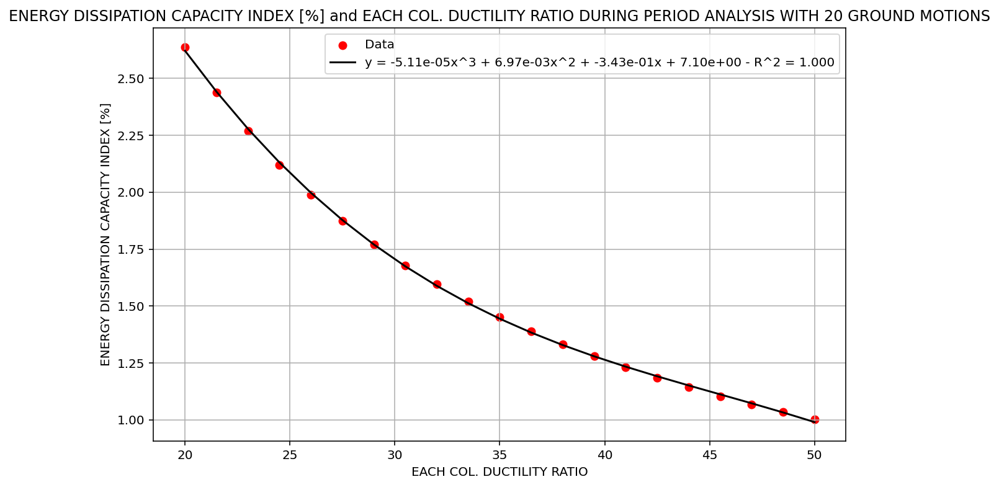 ENERGY DISSIPATION CAPACITY INDEX [%] and EACH COL. DUCTILITY RATIO DURING PERIOD ANALYSIS WITH 20 GROUND MOTIONS
Data
y = -5.11e-05x^3 + 6.97e-03x^2 + -3.43e-01x + 7.10e+00 - R^2 = 1.000
ENERGY DISSIPATION CAPACITY INDEX [%]
2.50
2.25
2.00
1.75
1.50
1.25
1.00
20 25 30 35 40 45 50
EACH COL. DUCTILITY RATIO